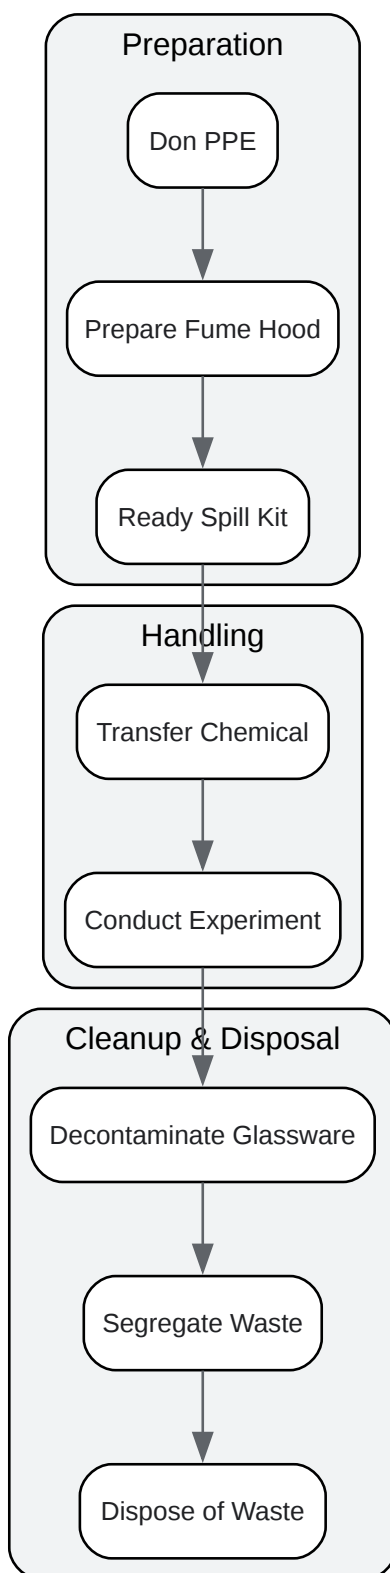 Preparation
Don PPE
Prepare Fume Hood
Ready Spill Kit
Handling
Transfer Chemical
Conduct Experiment
Cleanup & Disposal
Decontaminate Glassware
Segregate Waste
Dispose of Waste